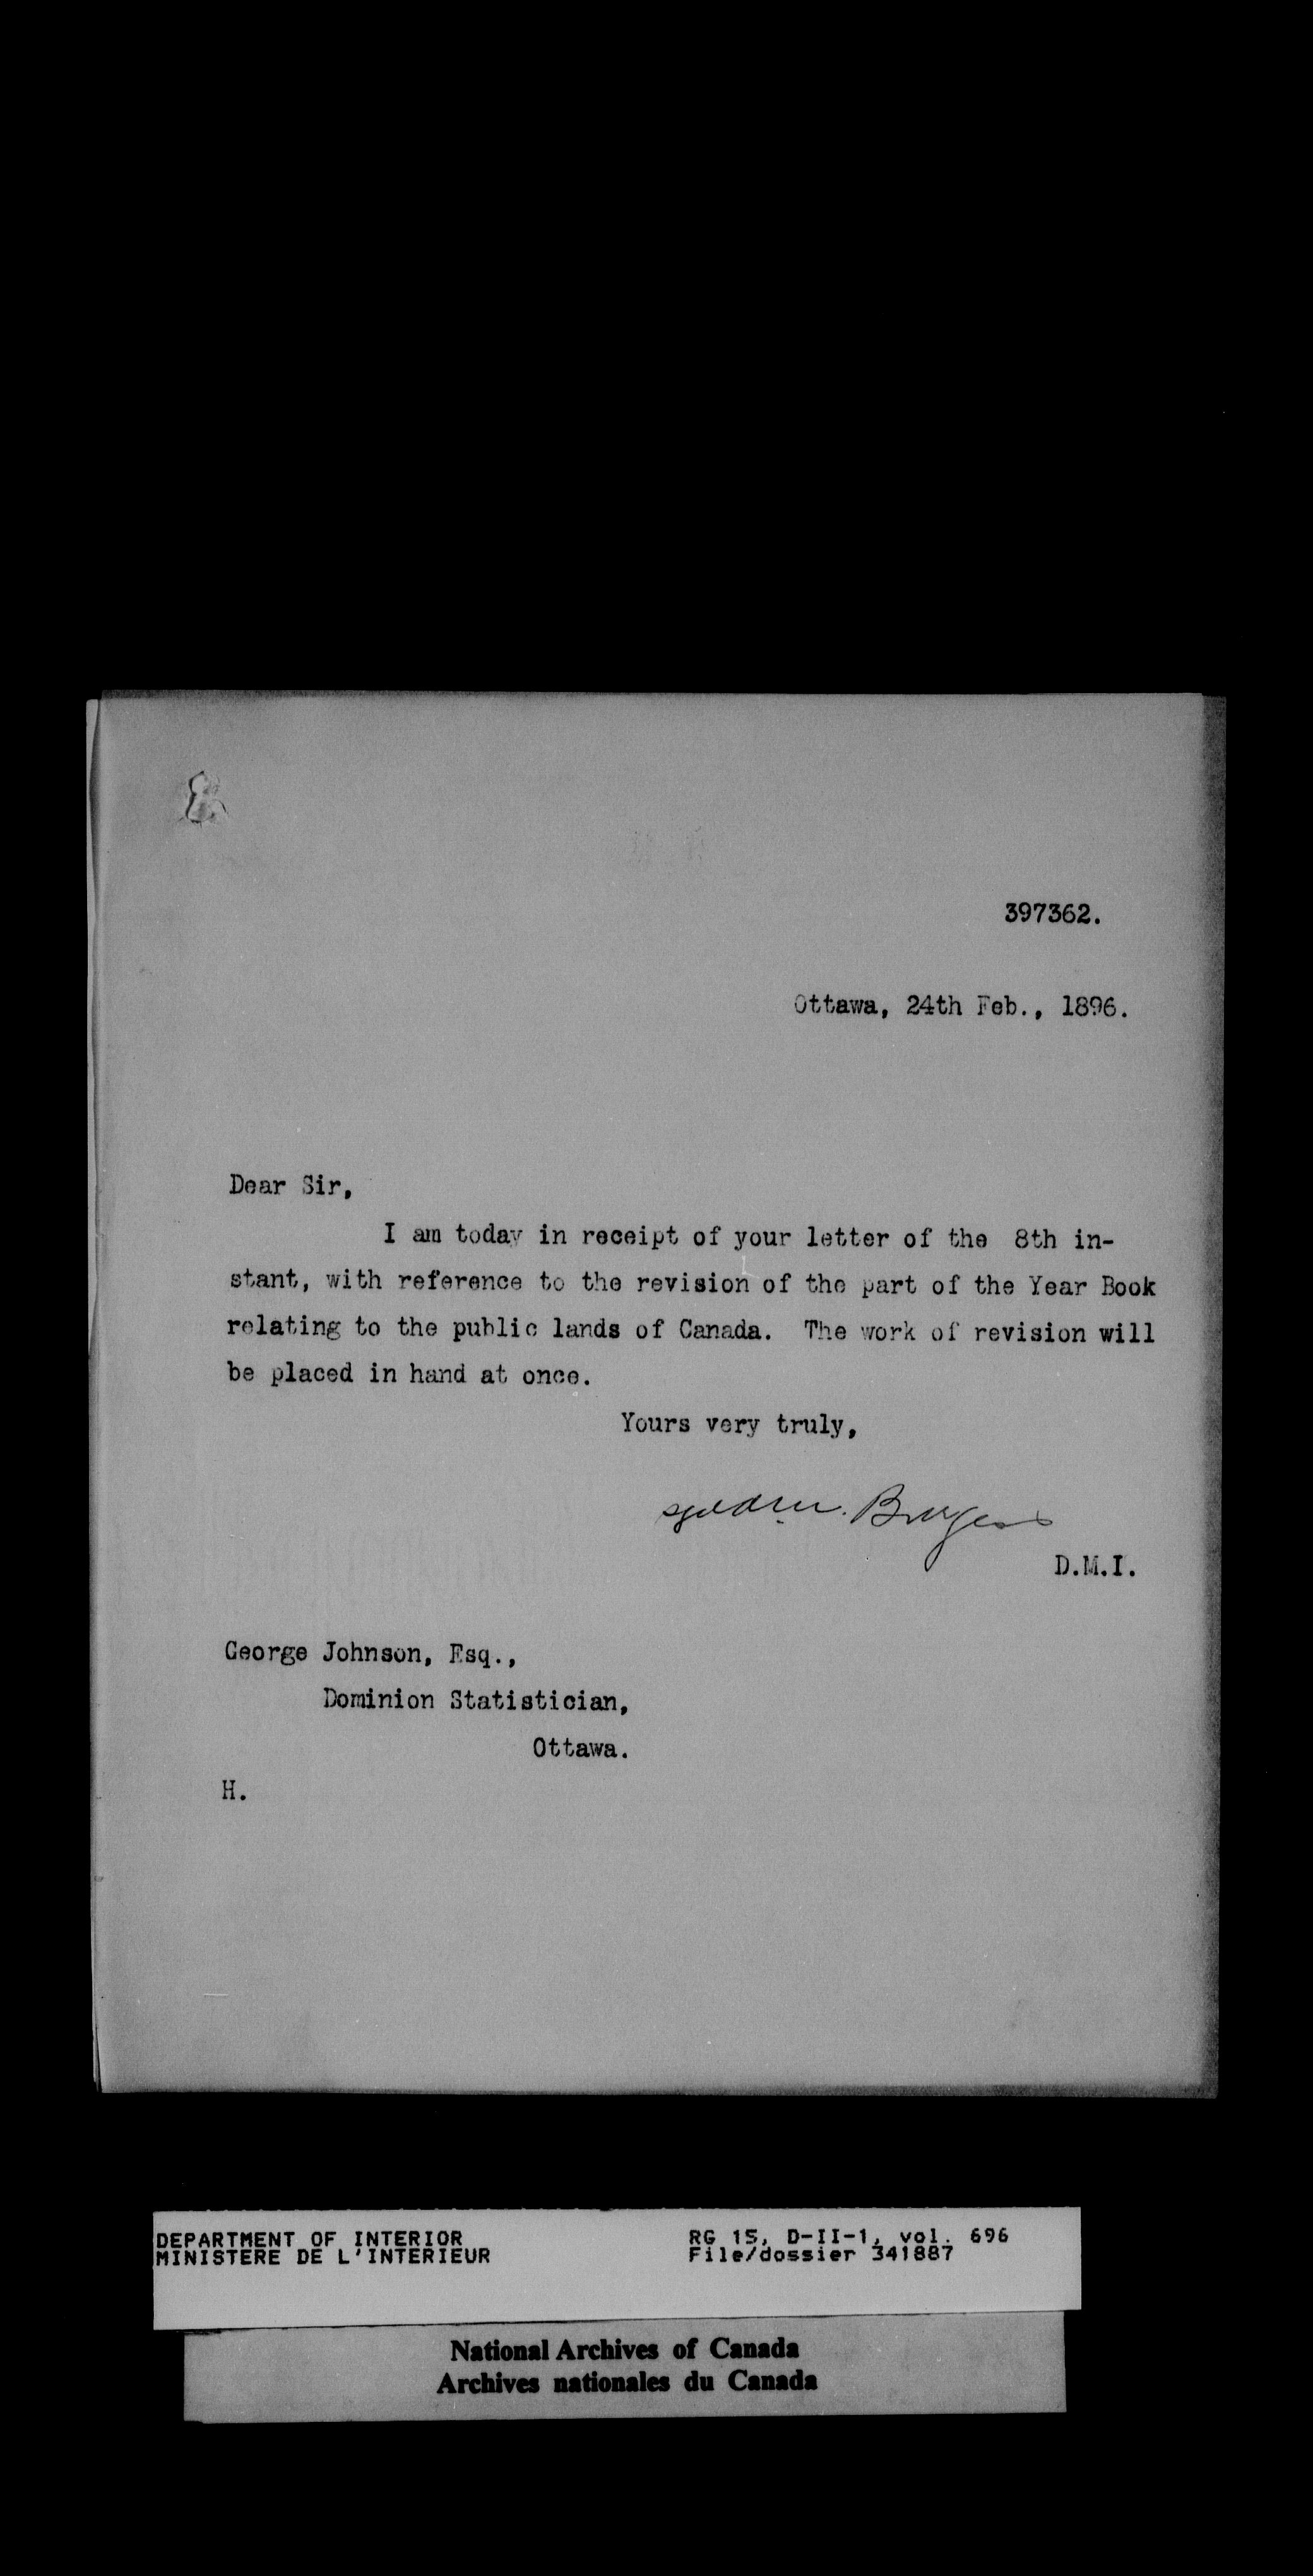 397362.
Ottawa, 24th Feb., 1896.
Dear Sir,
I am today in receipt of your letter of the 8th in-
stant, with reference to the revision of the part of the Year Book
relating to the public lands of Canada. The work of revision will
be placed in hand at once.
Yours very truly,
Burgess
D.M.I.
George Johnson, Esq.,
Dominion Statistician,
Ottawa.
H.
DEPARTMENT OF INTERIOR
MINISTERE DE L'INTERIEUR
RG 15, D-II-1, vol. 696
File/dossier 341887
National Archives of Canada
Archives nationales du Canada